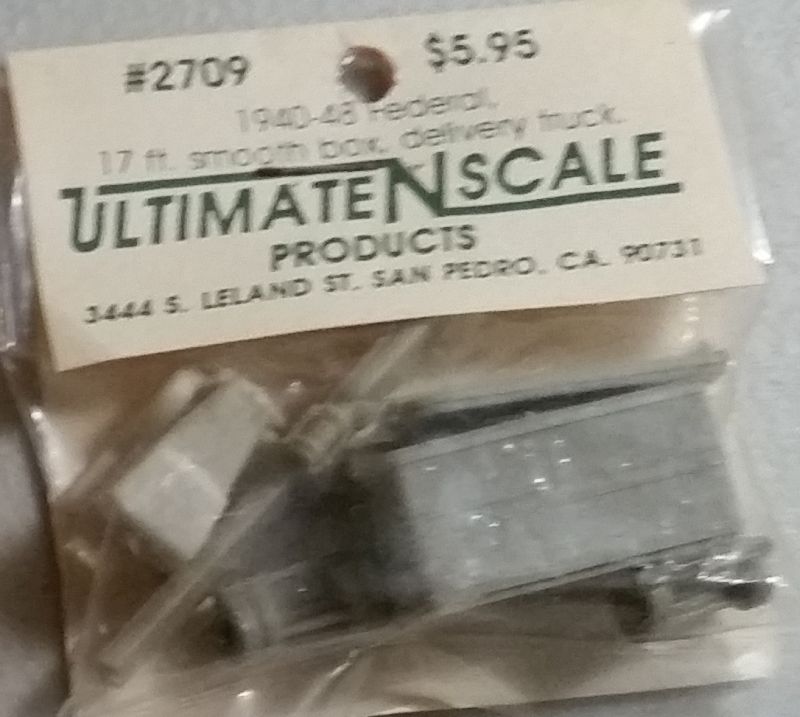 #2709 $5.95
1940-48 Federal,
17 ft. smooth box, delivery truck.
ULTIMATE N SCALE
PRODUCTS
3444 S. LELAND ST. SAN PEDRO, CA. 90731